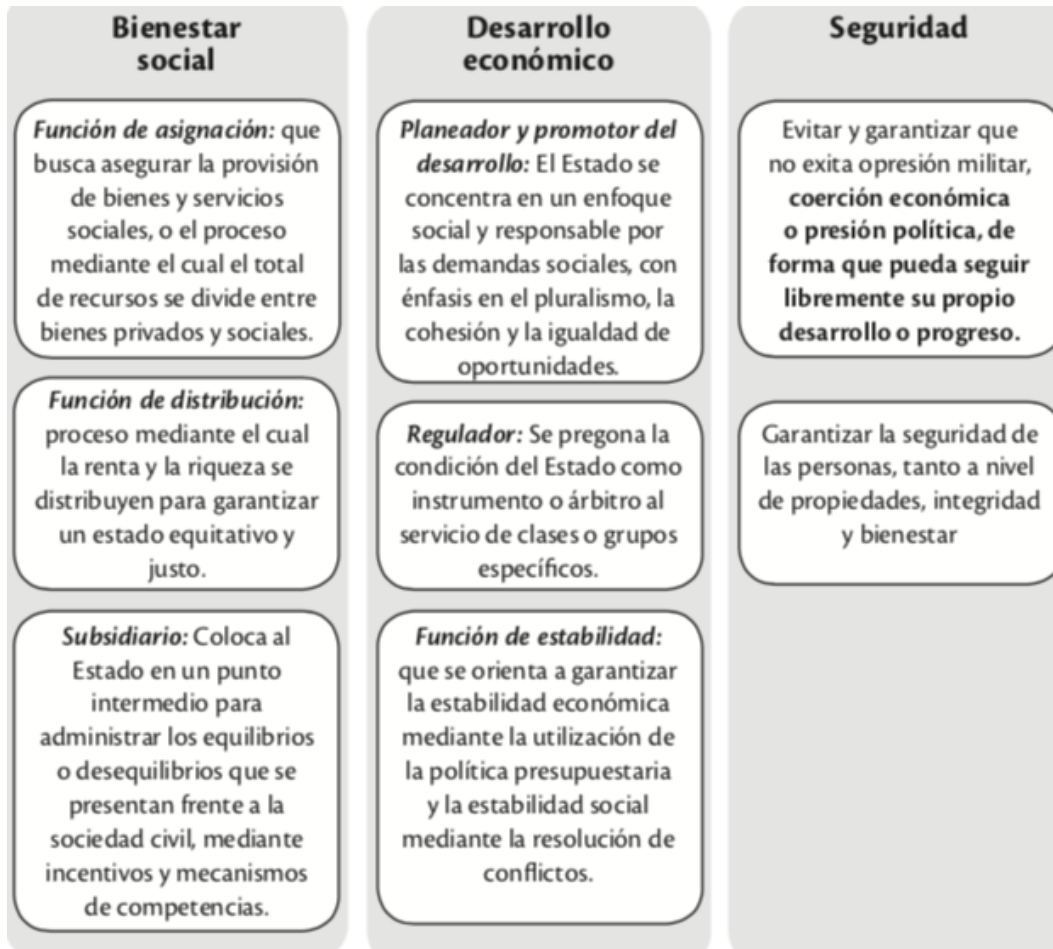 Bienestar
social
Función de asignación: que
busca asegurar la provisión
de bienes y servicios
sociales, o el proceso
mediante el cual el total
de recursos se divide entre
bienes privados y sociales.
Función de distribución:
proceso mediante el cual
la renta y la riqueza se
distribuyen para garantizar
un estado equitativo y
justo.
Subsidiario: Coloca al
Estado en un punto
intermedio para
administrar los equilibrios
o desequilibrios que se
presentan frente a la
sociedad civil, mediante
incentivos y mecanismos
de competencias.
Desarrollo
económico
Planeador y promotor del
desarrollo: El Estado se
concentra en un enfoque
social y responsable por
las demandas sociales, con
énfasis en el pluralismo, la
cohesión y la igualdad de
oportunidades.
Regulador: Se pregona la
condición del Estado como
instrumento o árbitro al
servicio de clases o grupos
específicos.
Función de estabilidad:
que se orienta a garantizar
la estabilidad económica
mediante la utilización de
la política presupuestaria
y la estabilidad social
mediante la resolución de
conflictos.
Seguridad
Evitar y garantizar que
no exita opresión militar,
coerción económica
o presión política, de
forma que pueda seguir
libremente su propio
desarrollo o progreso.
Garantizar la seguridad de
las personas, tanto a nivel
de propiedades, integridad
y bienestar